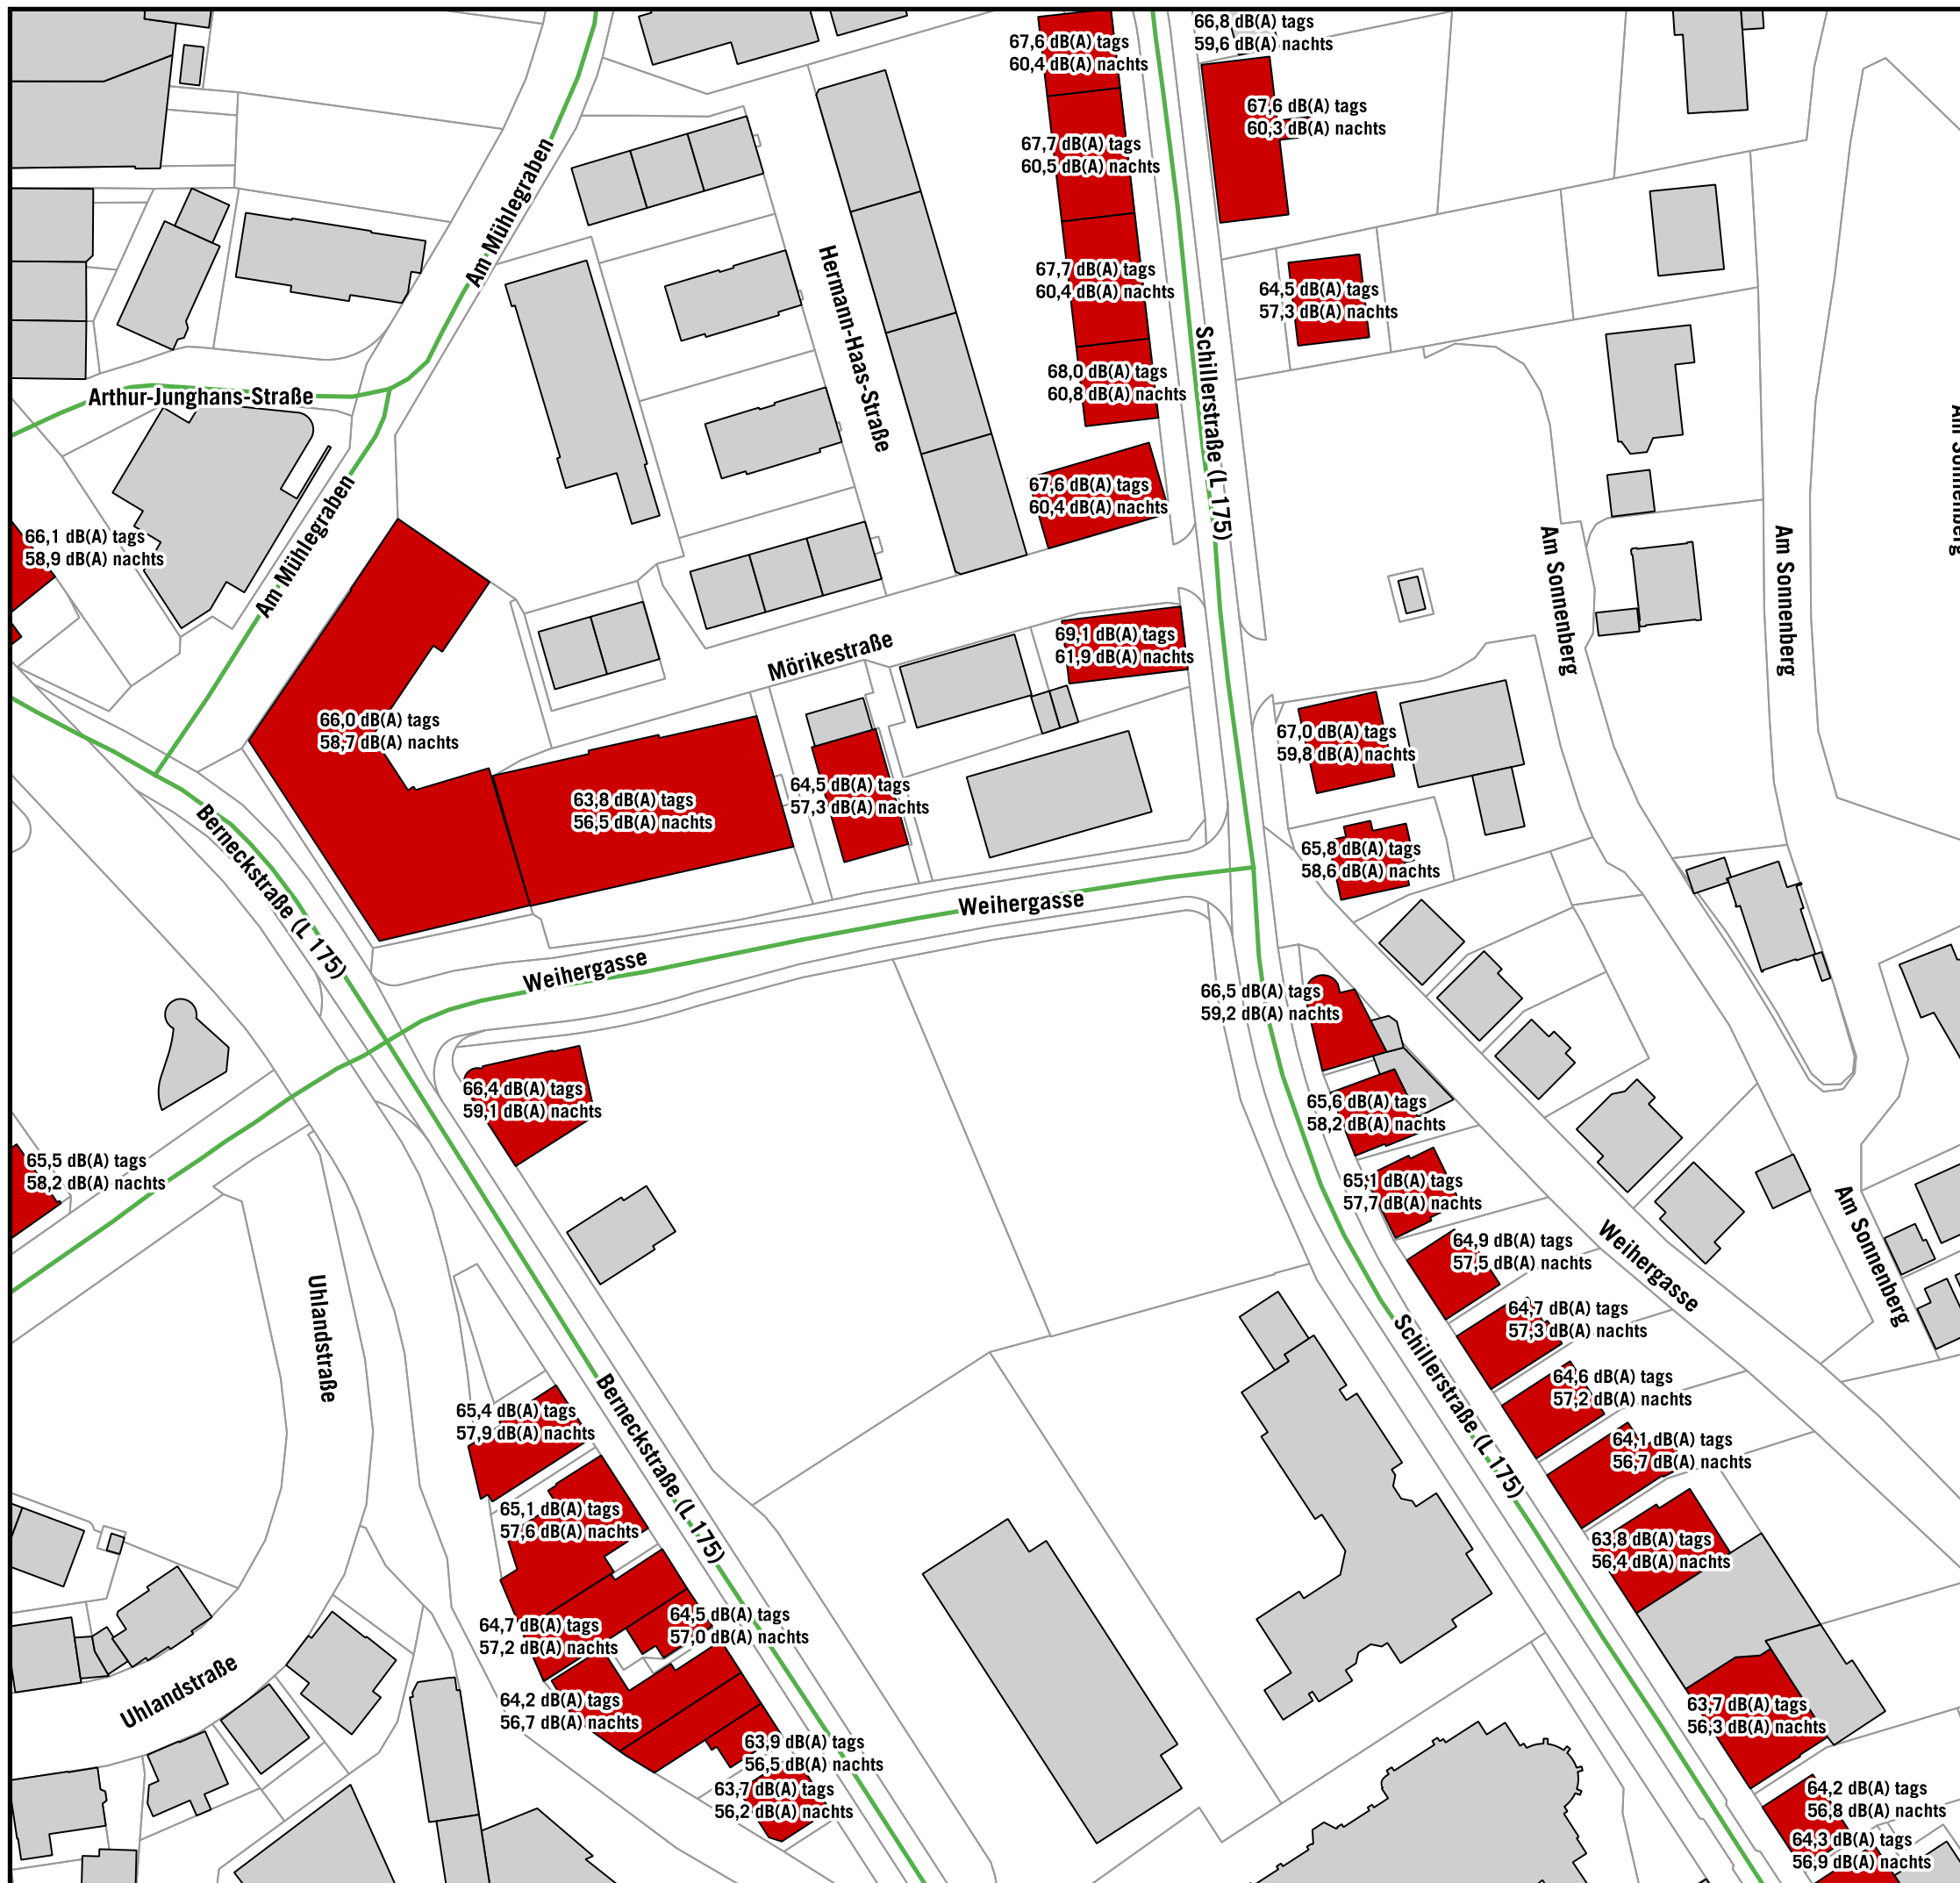 66,8 dB(A) tags
59,6 dB(A) nachts
67,6 dB(A) tags
60,4 dB(A) nachts
67,6 dB(A) tags
60,3 dB(A) nachts
67,7 dB(A) tags
60,5 dB(A) nachts
Am Mühlegraben
Hermann-Haas-Straße
67,7 dB(A) tags
60,4 dB(A) nachts
64,5 dB(A) tags
57,3 dB(A) nachts
Schillerstraße (L 175)
68,0 dB(A) tags
60,8 dB(A) nachts
Arthur-Junghans-Straße
Am Sonnenberg
67,6 dB(A) tags
60,4 dB(A) nachts
Am Mühlegraben
66,1 dB(A) tags
58,9 dB(A) nachts
Am Sonnenberg
Am Sonnenberg
69,1 dB(A) tags
61,9 dB(A) nachts
Mörikestraße
66,0 dB(A) tags
58,7 dB(A) nachts
67,0 dB(A) tags
59,8 dB(A) nachts
64,5 dB(A) tags
57,3 dB(A) nachts
63,8 dB(A) tags
56,5 dB(A) nachts
Berneckstraße (L 175)
65,8 dB(A) tags
58,6 dB(A) nachts
Weihergasse
Weihergasse
66,5 dB(A) tags
59,2 dB(A) nachts
66,4 dB(A) tags
59,1 dB(A) nachts
65,6 dB(A) tags
58,2 dB(A) nachts
65,5 dB(A) tags
58,2 dB(A) nachts
65,1 dB(A) tags
57,7 dB(A) nachts
Am Sonnenberg
64,9 dB(A) tags
57,5 dB(A) nachts
Weihergasse
Uhlandstraße
64,7 dB(A) tags
57,3 dB(A) nachts
Schillerstraße (L 175)
64,6 dB(A) tags
57,2 dB(A) nachts
Berneckstraße (L 175)
65,4 dB(A) tags
57,9 dB(A) nachts
64,1 dB(A) tags
56,7 dB(A) nachts
65,1 dB(A) tags
57,6 dB(A) nachts
63,8 dB(A) tags
56,4 dB(A) nachts
64,5 dB(A) tags
57,0 dB(A) nachts
64,7 dB(A) tags
57,2 dB(A) nachts
Uhlandstraße
64,2 dB(A) tags
56,7 dB(A) nachts
63,7 dB(A) tags
56,3 dB(A) nachts
63,9 dB(A) tags
56,5 dB(A) nachts
63,7 dB(A) tags
56,2 dB(A) nachts
64,2 dB(A) tags
56,8 dB(A) nachts
64,3 dB(A) tags
56,9 dB(A) nachts